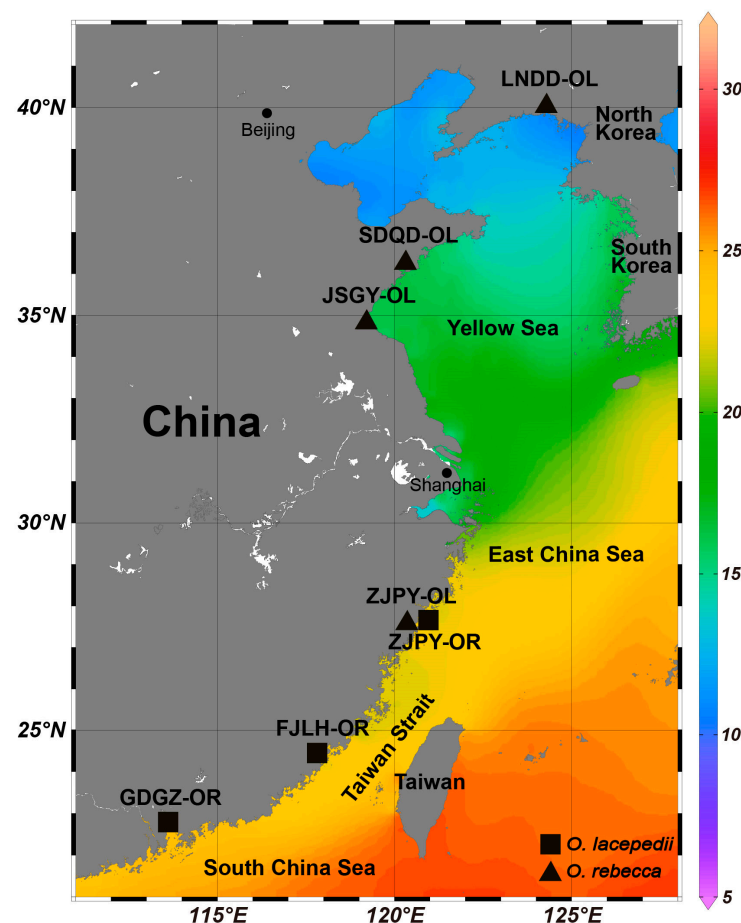 40°N
35°N
30°N
25°N
115°E
120°E
125°E
30
25
20
15
10
5
LNDD-OL
Beijing
North
Korea
SDQD-OL
South
Korea
JSGY-OL
Yellow Sea
China
Shanghai
East China Sea
ZJPY-OL
ZJPY-OR
FJLH-OR
Taiwan Strait
Taiwan
GDGZ-OR
South China Sea
O. lacepedii
O. rebecca